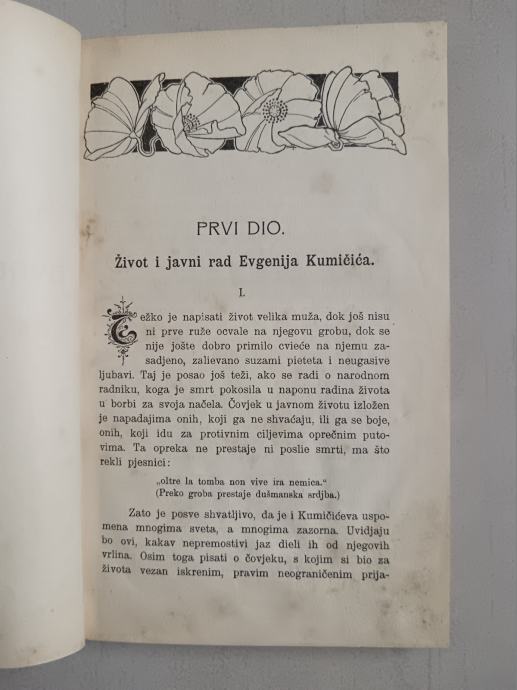 PRVI DIO.
Život i javni rad Evgenija Kumičića.
I.
Težko je napisati život velika muža, dok još nisu
ni prve ruže ocvale na njegovu grobu, dok se
nije jošte dobro primilo cvieće na njemu za-
sadjeno, zalievano suzami pieteta i neugasive
ljubavi. Taj je posao još teži, ako se radi o narodnom
radniku, koga je smrt pokosila u naponu radina života
u borbi za svoja načela. Čovjek u javnom životu izložen
je napadajima onih, koji ga ne shvaćaju, ili ga se boje,
onih, koji idu za protivnim ciljevima oprečnim puto-
vima. Ta opreka ne prestaje ni poslie smrti, ma što
rekli pjesnici:
„oltre la tomba non vive ira nemica.“
(Preko groba prestaje dušmanska srdjba.)
Zato je posve shvatljivo, da je i Kumičićeva uspo-
mena mnogima sveta, a mnogima zazorna. Uvidjaju
bo ovi, kakav nepremostivi jaz dieli ih od njegovih
vrlina. Osim toga pisati o čovjeku, s kojim si bio za
života vezan iskrenim, pravim neograničenim prija-